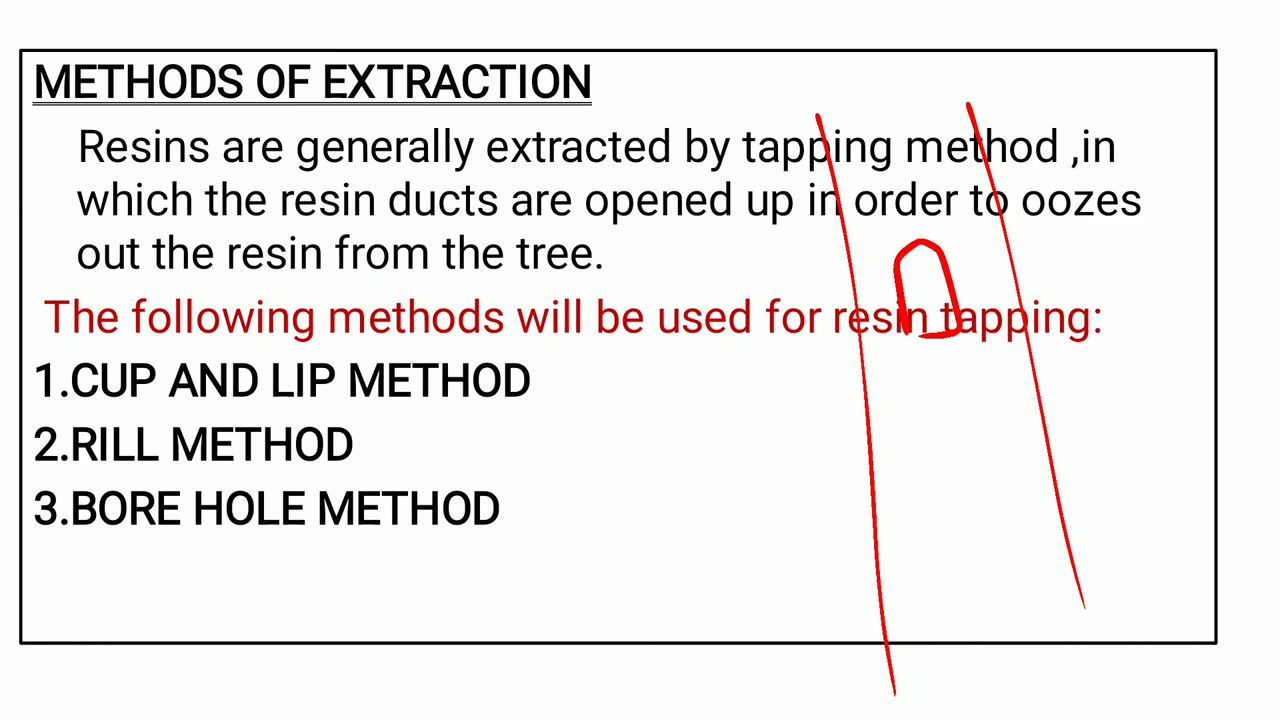 METHODS OF EXTRACTION
Resins are generally extracted by tapping method ,in
which the resin ducts are opened up in order to oozes
out the resin from the tree.
The following methods will be used for resin tapping:
1.CUP AND LIP METHOD
2.RILL METHOD
3.BORE HOLE METHOD